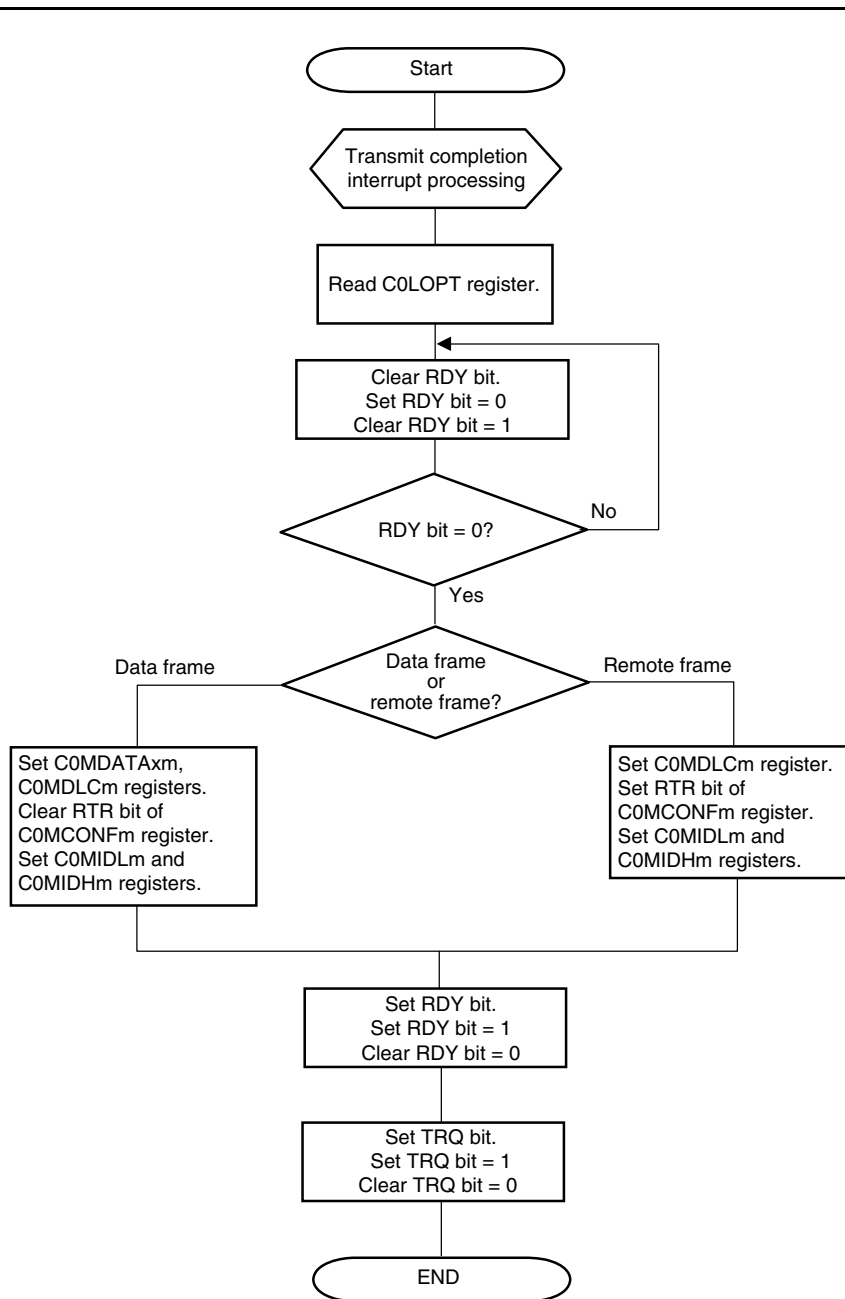 Start
Transmit completion
interrupt processing
Read C0LOPT register.
Clear RDY bit.
Set RDY bit = 0
Clear RDY bit = 1
No
RDY bit = 0?
Yes
Data frame
Data frame
or
remote frame?
Remote frame
Set C0MDATAxm,
C0MDLCm registers.
Clear RTR bit of
C0MCONFm register.
Set C0MIDLm and
C0MIDHm registers.
Set C0MDLCm register.
Set RTR bit of
C0MCONFm register.
Set C0MIDLm and
C0MIDHm registers.
Set RDY bit.
Set RDY bit = 1
Clear RDY bit = 0
Set TRQ bit.
Set TRQ bit = 1
Clear TRQ bit = 0
END